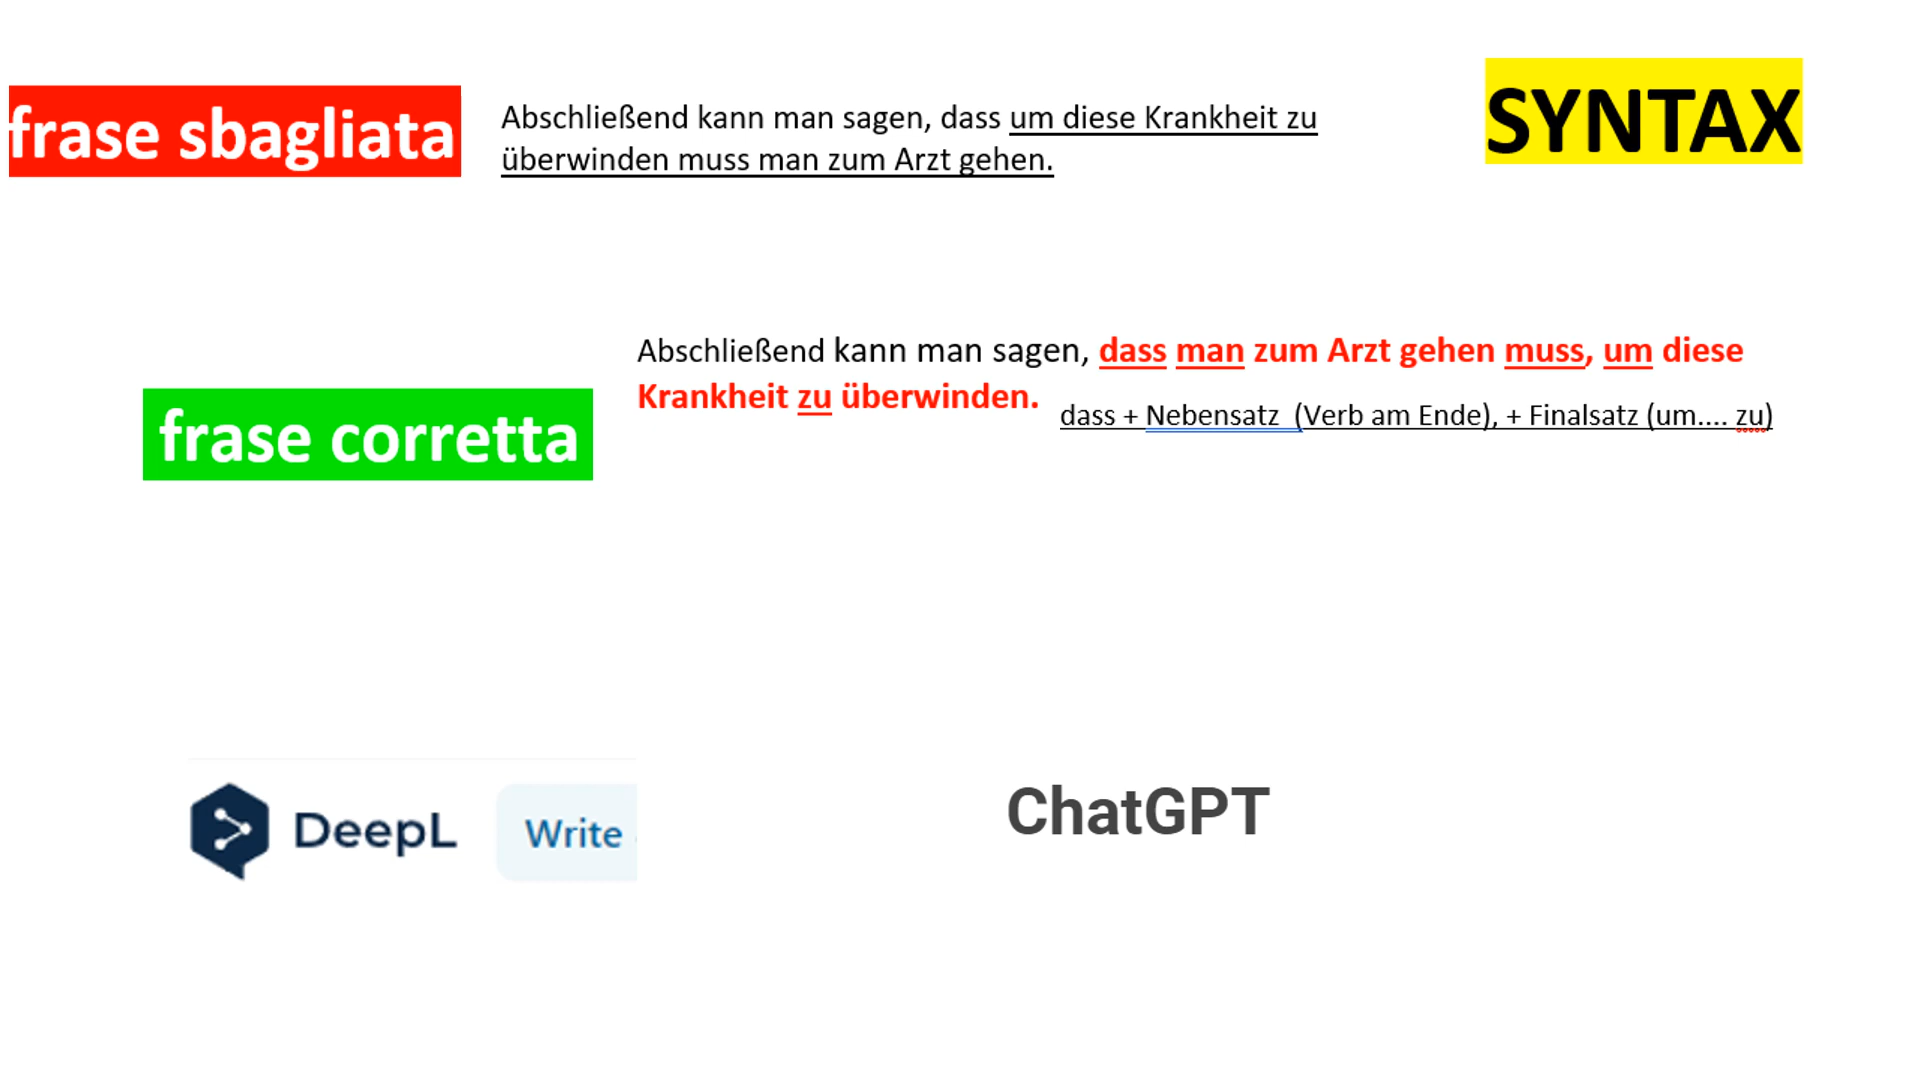 frase sbagliata
Abschließend kann man sagen, dass um diese Krankheit zu
überwinden muss man zum Arzt gehen.
SYNTAX
Abschließend kann man sagen, dass man zum Arzt gehen muss, um diese
Krankheit zu überwinden.
dass + Nebensatz (Verb am Ende), + Finalsatz (um.... zu)
frase corretta
DeepL
Write
ChatGPT